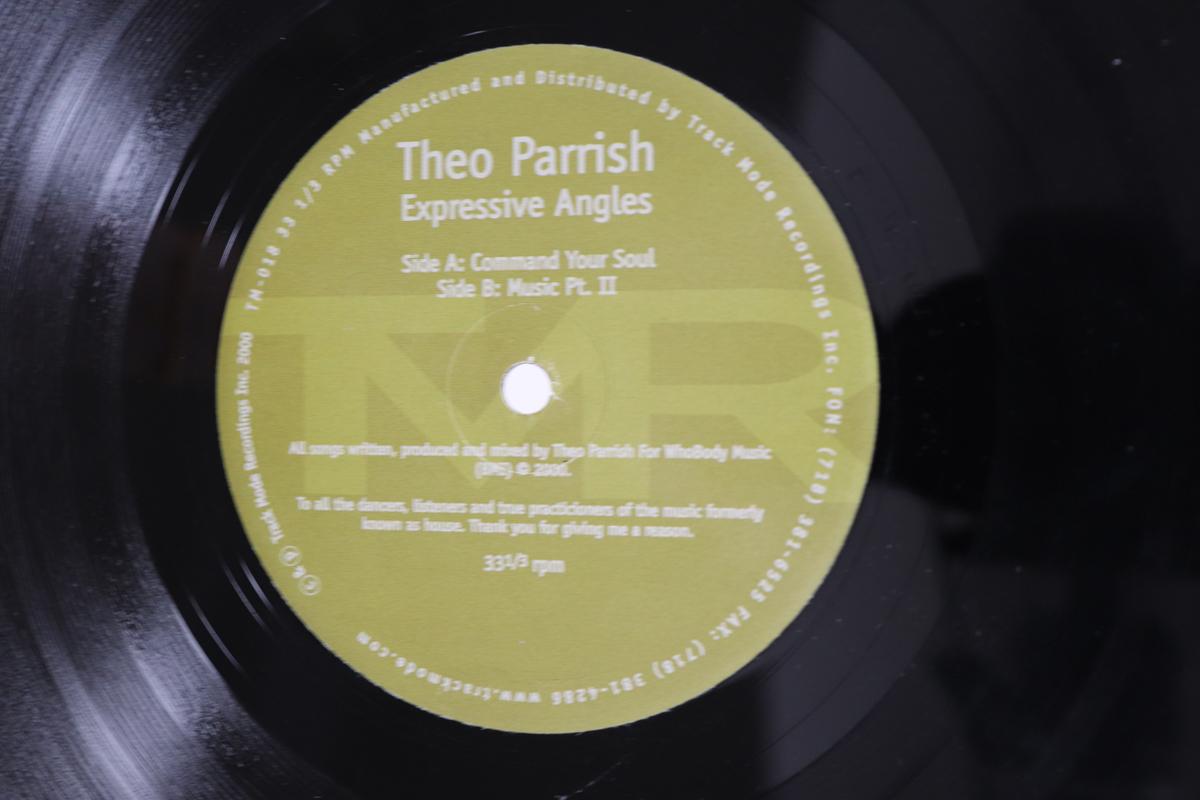 TM-018 33 1/3 RPM Manufactured and Distributed by Track Mode Recordings Inc. FON: (718) 381-6525 FAX: (718) 381-4286 www.trackmode.com
Theo Parrish
Expressive Angles
Side A: Command Your Soul
Side B: Music Pt. II
TMR
All songs written, produced and mixed by Theo Parrish For WhoBody Music
(BMI) © 2000.
To all the dancers, listeners and true practicioners of the music formerly
known as house. Thank you for giving me a reason.
33 1/3 rpm
© & ℗ Track Mode Recordings Inc. 2000